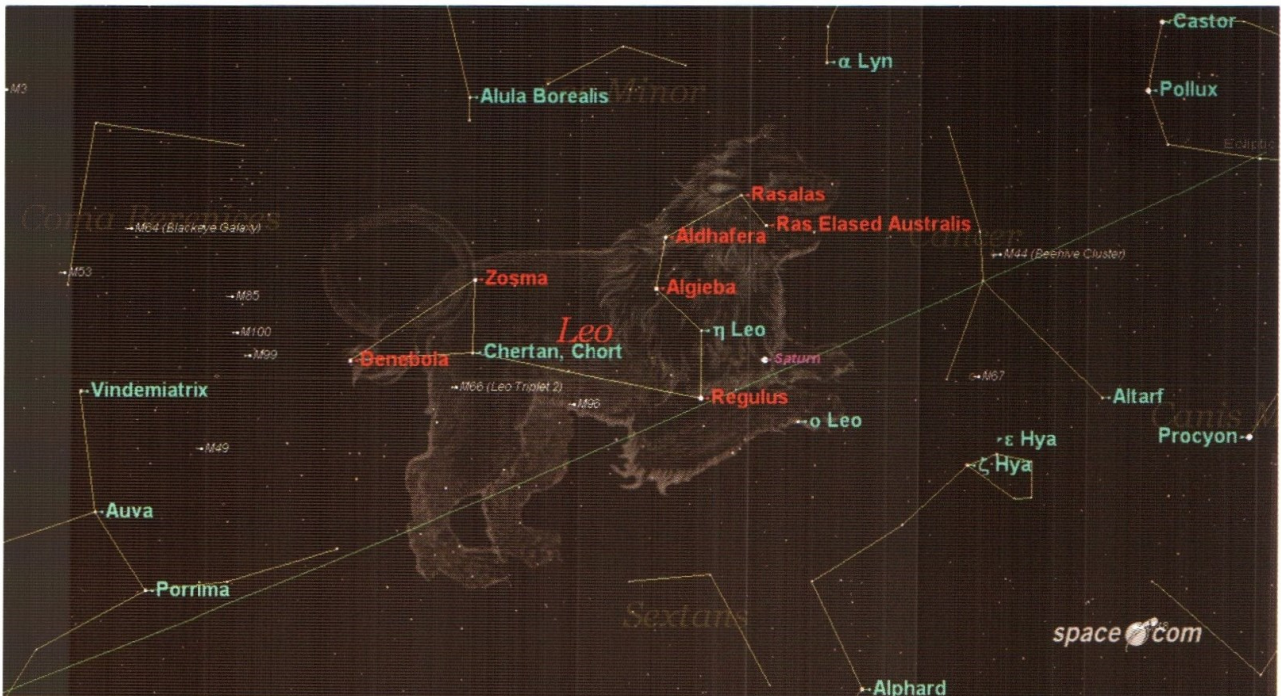 Castor
α Lyn
M3
Pollux
Minor
Alula Borealis
Ecliptic
Rasalas
Coma Berenices
M64 (Blackeye Galaxy)
Ras Elased Australis
Aldhafera
Cancer
M44 (Beehive Cluster)
M53
Zosma
Algieba
M85
Leo
η Leo
M100
Chertan, Chort
M99
Denebola
Saturn
M67
M66 (Leo Triplet 2)
Vindemiatrix
Regulus
Altarf
M96
Canis M
ο Leo
Procyon
ε Hya
M49
ζ Hya
Auva
Porrima
Sextans
space.com
Alphard